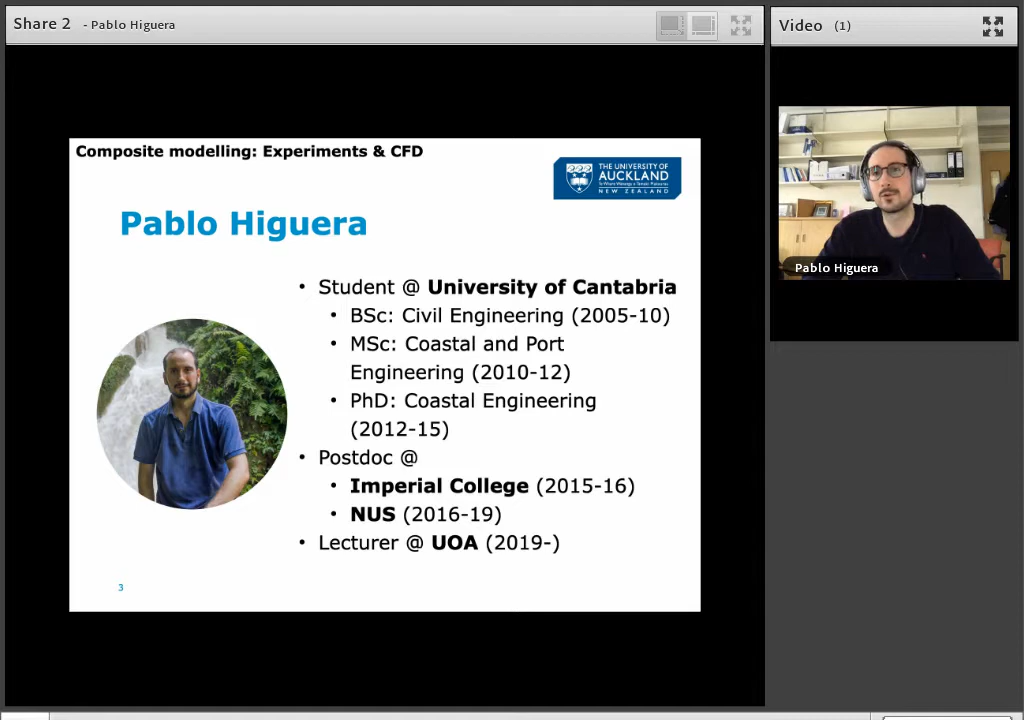 Share 2 - Pablo Higuera
Video (1)
Composite modelling: Experiments & CFD
THE UNIVERSITY OF
AUCKLAND
NEW ZEALAND
Pablo Higuera
• Student @ University of Cantabria
• BSc: Civil Engineering (2005-10)
• MSc: Coastal and Port
Engineering (2010-12)
• PhD: Coastal Engineering
(2012-15)
• Postdoc @
• Imperial College (2015-16)
• NUS (2016-19)
• Lecturer @ UOA (2019-)
3
Pablo Higuera